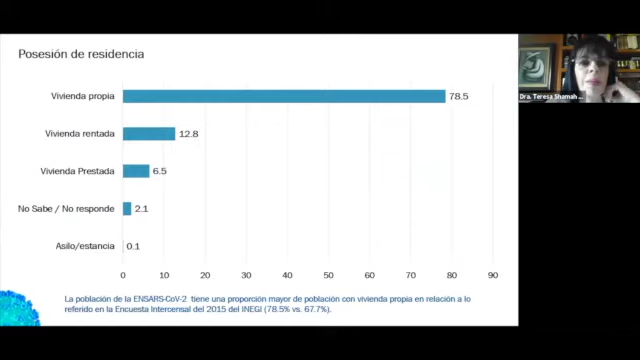 Posesión de residencia
Vivienda propia
78.5
Vivienda rentada
12.8
Vivienda Prestada
6.5
No Sabe / No responde
2.1
Asilo/estancia
0.1
0 10 20 30 40 50 60 70 80 90
La población de la ENSARS-CoV-2 tiene una proporción mayor de población con vivienda propia en relación a lo
referido en la Encuesta Intercensal del 2015 del INEGI (78.5% vs. 67.7%).
Dra. Teresa Shamah